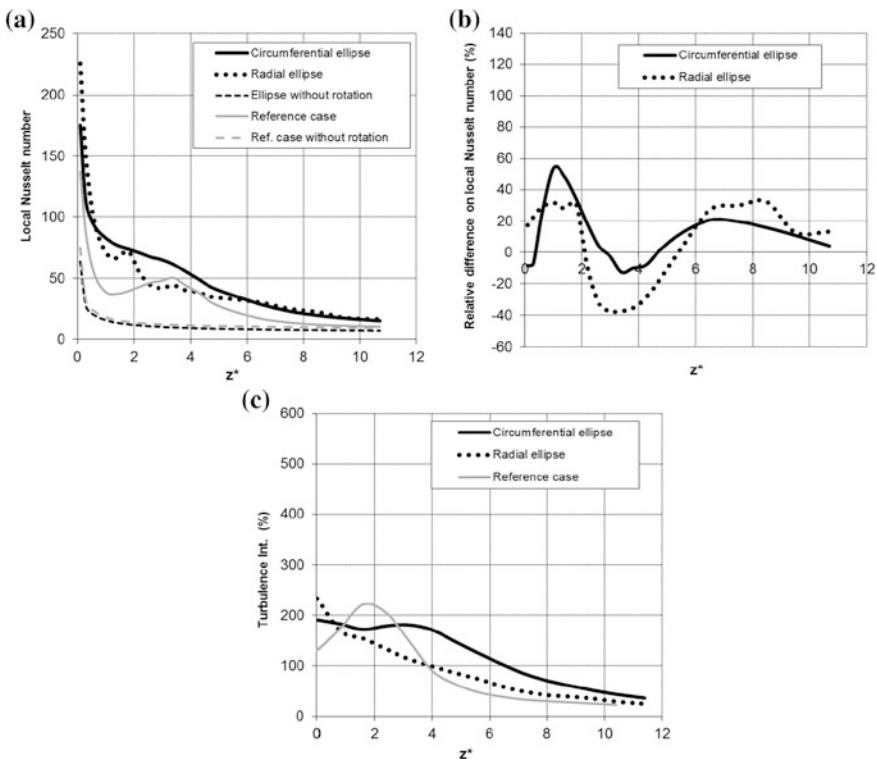 (a)
250
200
150
100
50
0
Local Nusselt number
Circumferential ellipse
Radial ellipse
Ellipse without rotation
Reference case
Ref. case without rotation
0 2 4 6 8 10 12
z*
(b)
140
120
100
80
60
40
20
0
-20
-40
-60
Relative difference on local Nusselt number (%)
Circumferential ellipse
Radial ellipse
0 2 4 6 8 10 12
z*
(c)
600
500
400
300
200
100
0
Turbulence Int. (%)
Circumferential ellipse
Radial ellipse
Reference case
0 2 4 6 8 10 12
z*